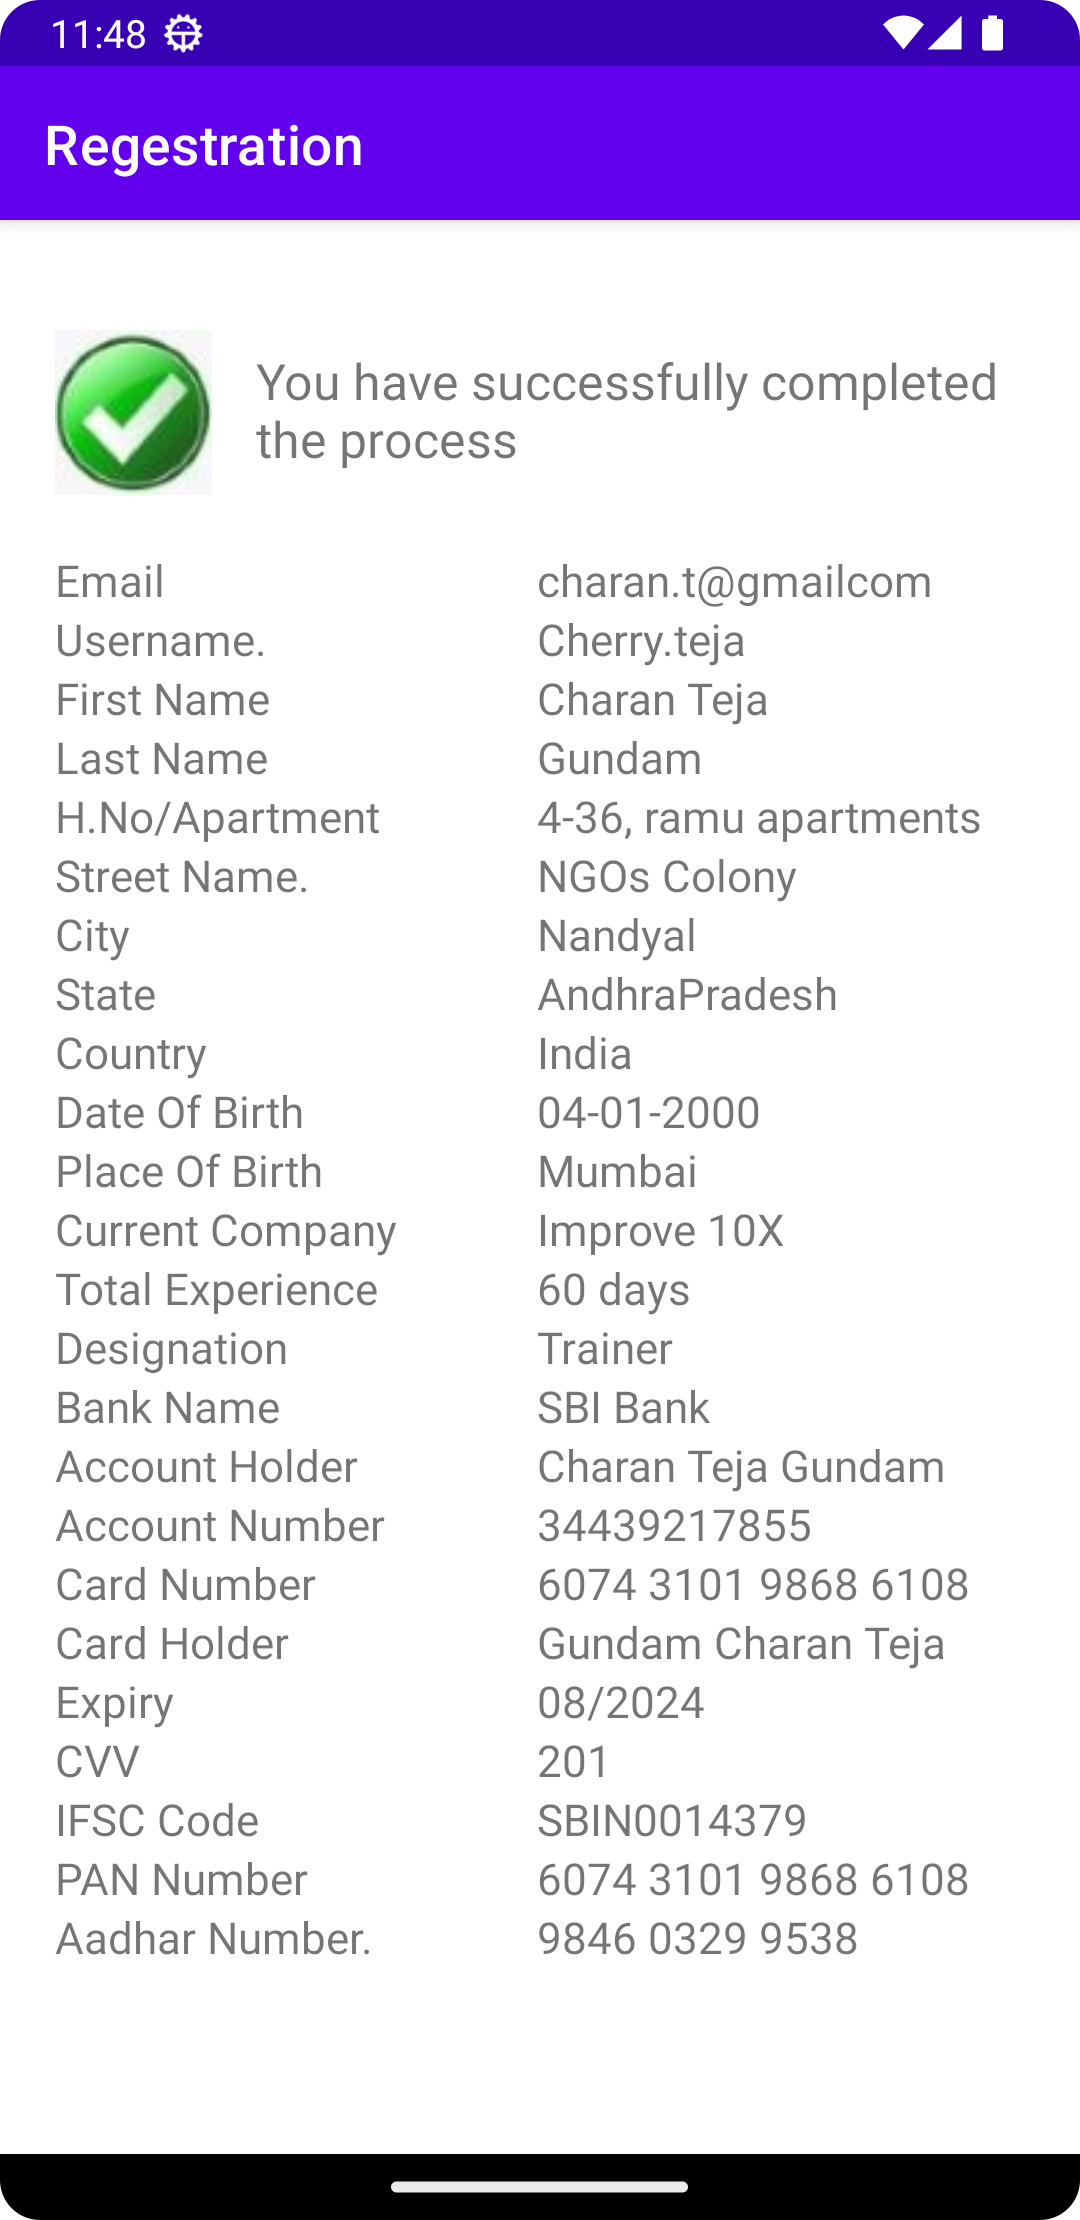 11:48
Regestration
You have successfully completed
the process
Email charan.t@gmailcom
Username. Cherry.teja
First Name Charan Teja
Last Name Gundam
H.No/Apartment 4-36, ramu apartments
Street Name. NGOs Colony
City Nandyal
State AndhraPradesh
Country India
Date Of Birth 04-01-2000
Place Of Birth Mumbai
Current Company Improve 10X
Total Experience 60 days
Designation Trainer
Bank Name SBI Bank
Account Holder Charan Teja Gundam
Account Number 34439217855
Card Number 6074 3101 9868 6108
Card Holder Gundam Charan Teja
Expiry 08/2024
CVV 201
IFSC Code SBIN0014379
PAN Number 6074 3101 9868 6108
Aadhar Number. 9846 0329 9538